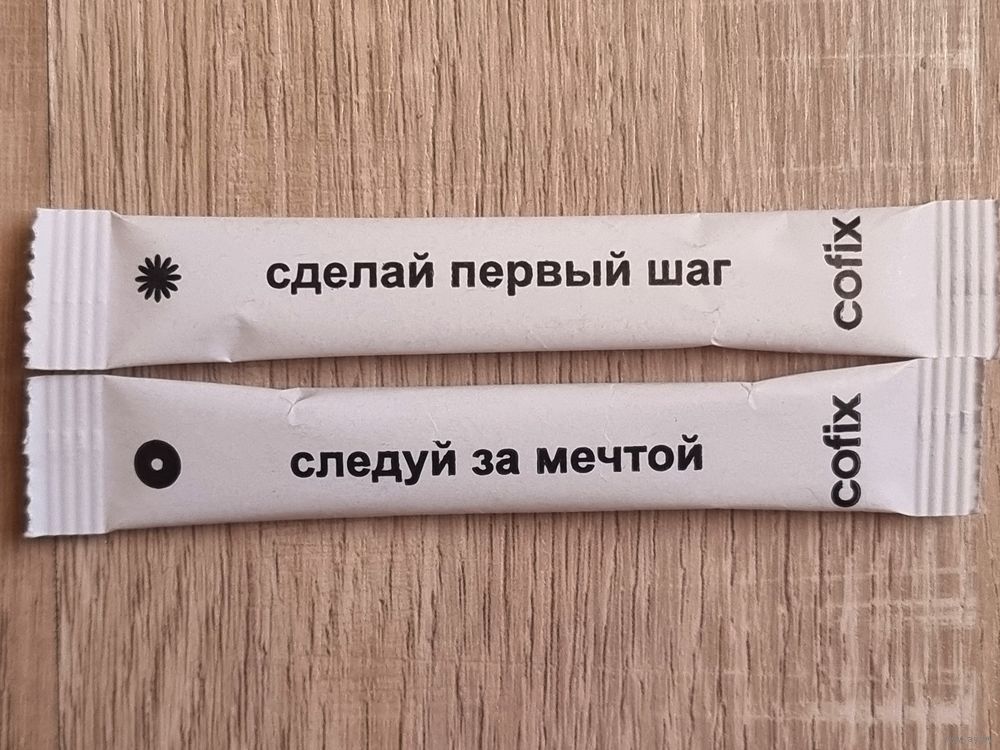 сделай первый шаг
cofix
следуй за мечтой
cofix